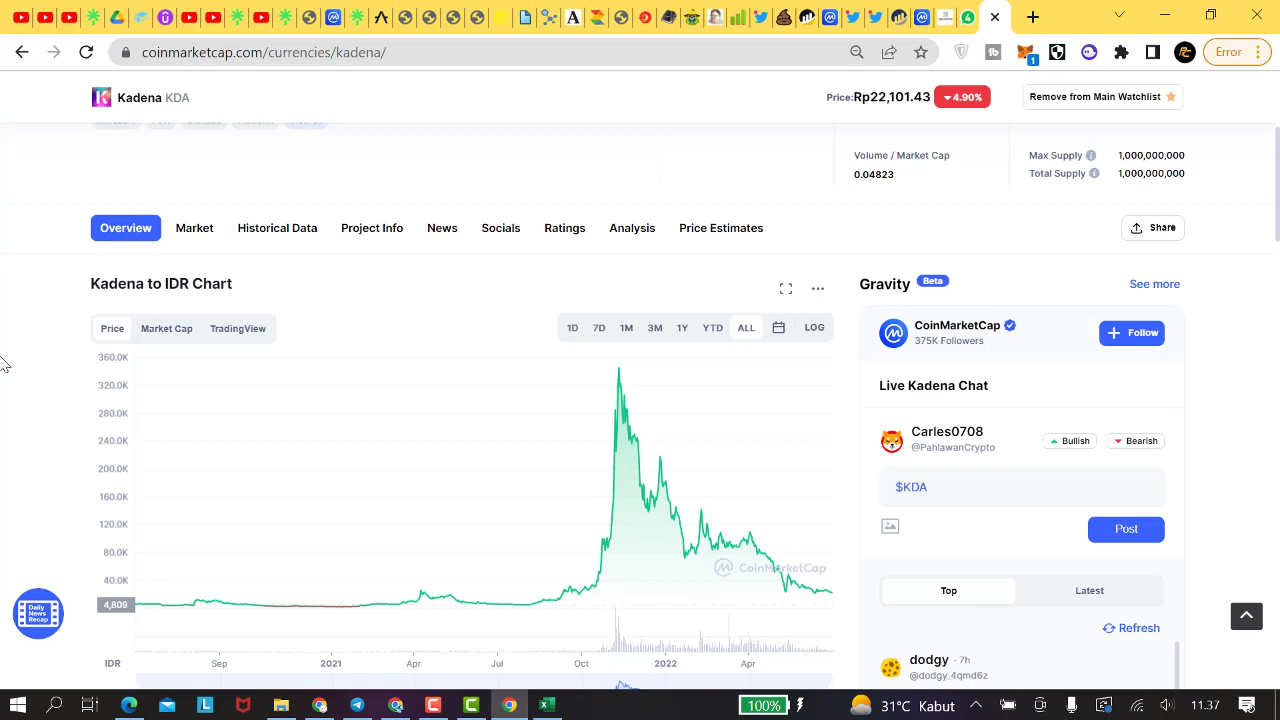 coinmarketcap.com/currencies/kadena/
1
Error
Kadena KDA
Price: Rp22,101.43 4.90%
Remove from Main Watchlist
Volume / Market Cap
0.04823
Max Supply 1,000,000,000
Total Supply 1,000,000,000
Overview Market Historical Data Project Info News Socials Ratings Analysis Price Estimates Share
Kadena to IDR Chart
Price Market Cap TradingView
1D 7D 1M 3M 1Y YTD ALL LOG
360.0K
320.0K
280.0K
240.0K
200.0K
160.0K
120.0K
80.0K
40.0K
4,809
CoinMarketCap
IDR Sep 2021 Apr Jul Oct 2022 Apr
Daily
News
Recap
Gravity Beta See more
CoinMarketCap
375K Followers
Follow
Live Kadena Chat
Carles0708
@PahlawanCrypto
Bullish Bearish
$KDA
Post
Top Latest
Refresh
dodgy · 7h
@dodgy_4qmd6z
100% 31°C Kabut 11.37